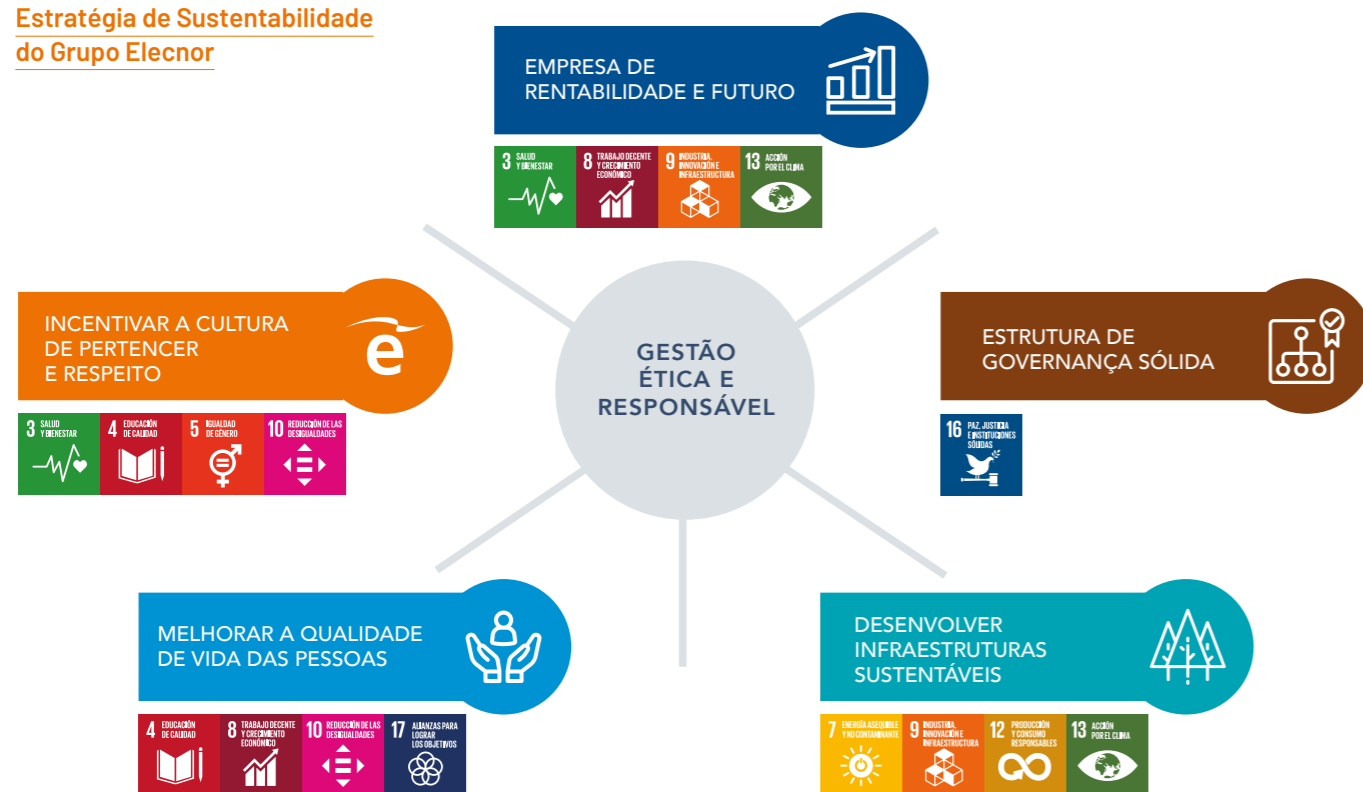 Estratégia de Sustentabilidade
do Grupo Elecnor
EMPRESA DE
RENTABILIDADE E FUTURO
3 SALUD
Y BIENESTAR
8 TRABAJO DECENTE
Y CRECIMIENTO
ECONÓMICO
9 INDUSTRIA,
INNOVACIÓN E
INFRAESTRUCTURA
13 ACCIÓN
POR EL CLIMA
INCENTIVAR A CULTURA
DE PERTENCER
E RESPEITO
e
3 SALUD
Y BIENESTAR
4 EDUCACIÓN
DE CALIDAD
5 IGUALDAD
DE GÉNERO
10 REDUCCIÓN DE LAS
DESIGUALDADES
GESTÃO
ÉTICA E
RESPONSÁVEL
ESTRUTURA DE
GOVERNANÇA SÓLIDA
16 PAZ, JUSTICIA
E INSTITUCIONES
SÓLIDAS
MELHORAR A QUALIDADE
DE VIDA DAS PESSOAS
4 EDUCACIÓN
DE CALIDAD
8 TRABAJO DECENTE
Y CRECIMIENTO
ECONÓMICO
10 REDUCCIÓN DE LAS
DESIGUALDADES
17 ALIANZAS PARA
LOGRAR
LOS OBJETIVOS
DESENVOLVER
INFRAESTRUTURAS
SUSTENTÁVEIS
7 ENERGÍA ASEQUIBLE
Y NO CONTAMINANTE
9 INDUSTRIA,
INNOVACIÓN E
INFRAESTRUCTURA
12 PRODUCCIÓN
Y CONSUMO
RESPONSABLES
13 ACCIÓN
POR EL CLIMA